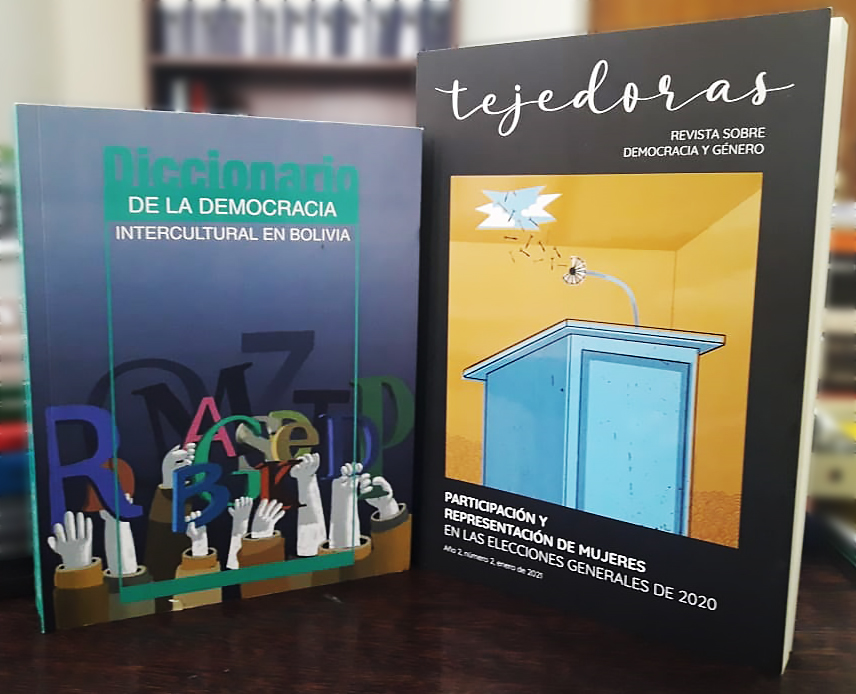 Diccionario
DE LA DEMOCRACIA
INTERCULTURAL EN BOLIVIA
tejedoras
REVISTA SOBRE
DEMOCRACIA Y GÉNERO
PARTICIPACIÓN Y
REPRESENTACIÓN DE MUJERES
EN LAS ELECCIONES GENERALES DE 2020
Año 2, número 2, enero de 2021